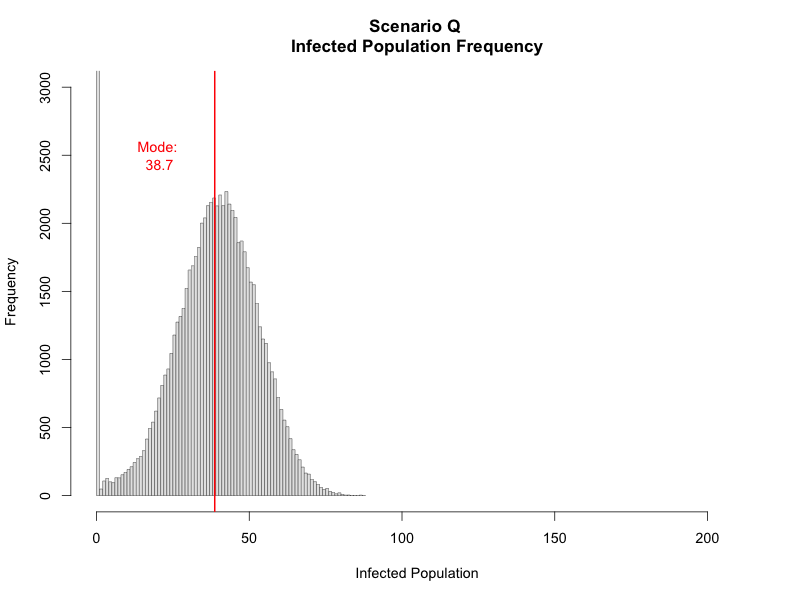 Scenario Q
Infected Population Frequency
3000
2500
2000
1500
1000
500
0
Frequency
Mode:
38.7
0 50 100 150 200
Infected Population